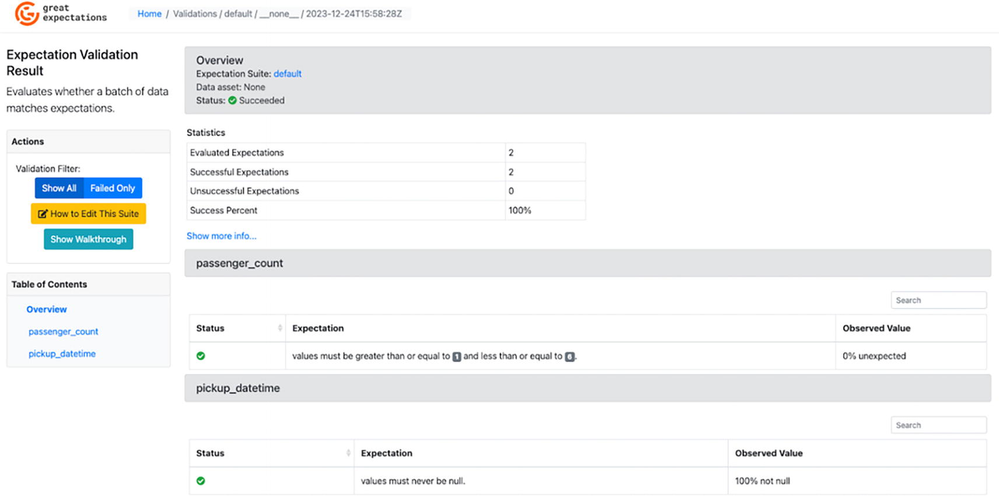 great
expectations
Home / Validations / default / __none__ / 2023-12-24T15:58:28Z
Expectation Validation
Result
Evaluates whether a batch of data
matches expectations.
Actions
Validation Filter:
Show All Failed Only
How to Edit This Suite
Show Walkthrough
Table of Contents
Overview
passenger_count
pickup_datetime
Overview
Expectation Suite: default
Data asset: None
Status: Succeeded
Statistics
Evaluated Expectations 2
Successful Expectations 2
Unsuccessful Expectations 0
Success Percent 100%
Show more info...
passenger_count
Search
Status Expectation Observed Value
values must be greater than or equal to 1 and less than or equal to 6. 0% unexpected
pickup_datetime
Search
Status Expectation Observed Value
values must never be null. 100% not null